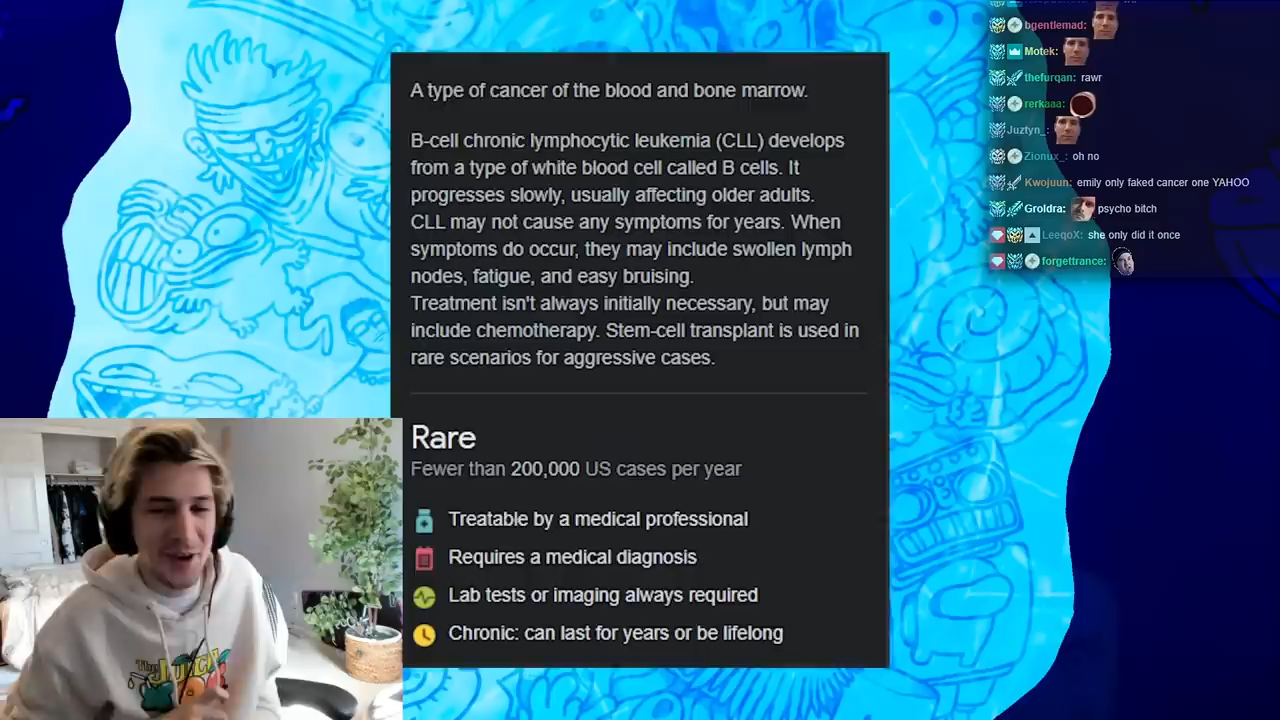 A type of cancer of the blood and bone marrow.
B-cell chronic lymphocytic leukemia (CLL) develops
from a type of white blood cell called B cells. It
progresses slowly, usually affecting older adults.
CLL may not cause any symptoms for years. When
symptoms do occur, they may include swollen lymph
nodes, fatigue, and easy bruising.
Treatment isn't always initially necessary, but may
include chemotherapy. Stem-cell transplant is used in
rare scenarios for aggressive cases.
Rare
Fewer than 200,000 US cases per year
Treatable by a medical professional
Requires a medical diagnosis
Lab tests or imaging always required
Chronic: can last for years or be lifelong
bgentlemad:
Motek:
thefurqan: rawr
rerkaaa:
Juztyn_:
Zionux_: oh no
Kwojuun: emily only faked cancer one YAHOO
Groldra: psycho bitch
LeeqoX: she only did it once
forgettrance:
The